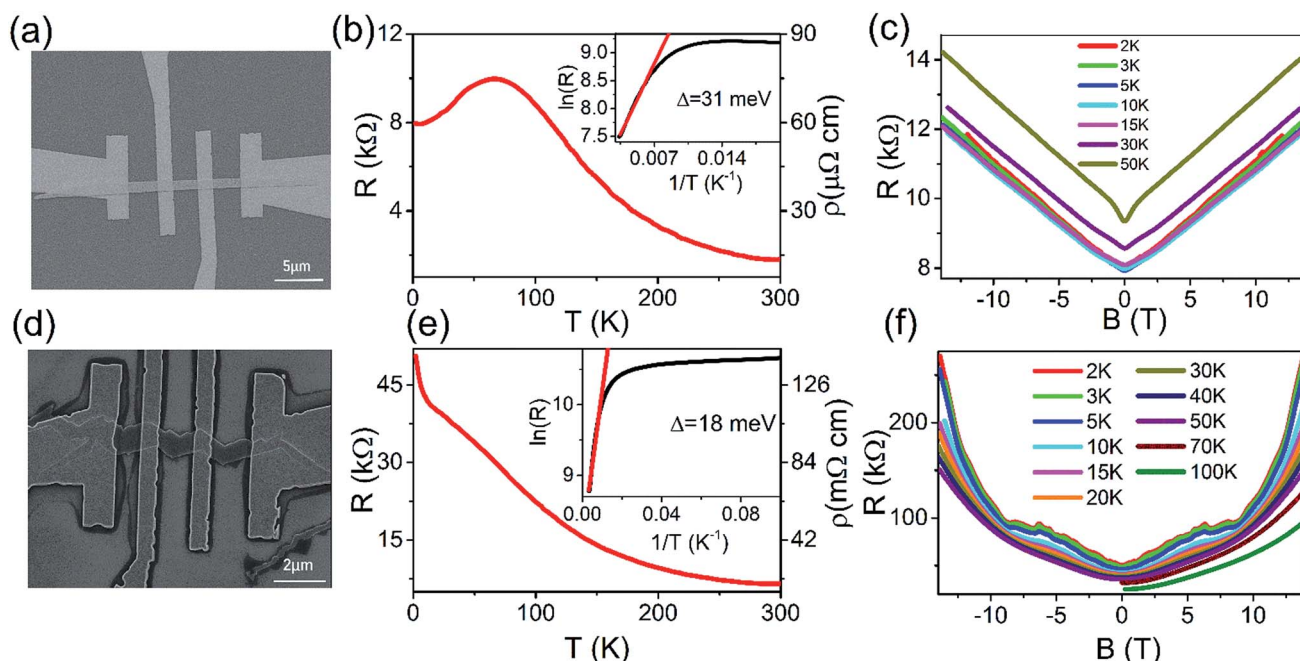 (a)
5μm
(b)
R (kΩ)
12
8
4
0
100
200
300
T (K)
90
60
30
0
ρ(μΩ cm)
ln(R)
9.0
8.5
8.0
7.5
0.007
0.014
1/T (K⁻¹)
Δ=31 meV
(c)
R (kΩ)
14
12
10
8
2K
3K
5K
10K
15K
30K
50K
-10
-5
0
5
10
B (T)
(d)
2μm
(e)
R (kΩ)
45
30
15
0
100
200
300
T (K)
126
84
42
ρ(mΩ cm)
ln(R)
10
9
0.00
0.04
0.08
1/T (K⁻¹)
Δ=18 meV
(f)
R (kΩ)
200
100
2K
3K
5K
10K
15K
20K
30K
40K
50K
70K
100K
-10
-5
0
5
10
B (T)